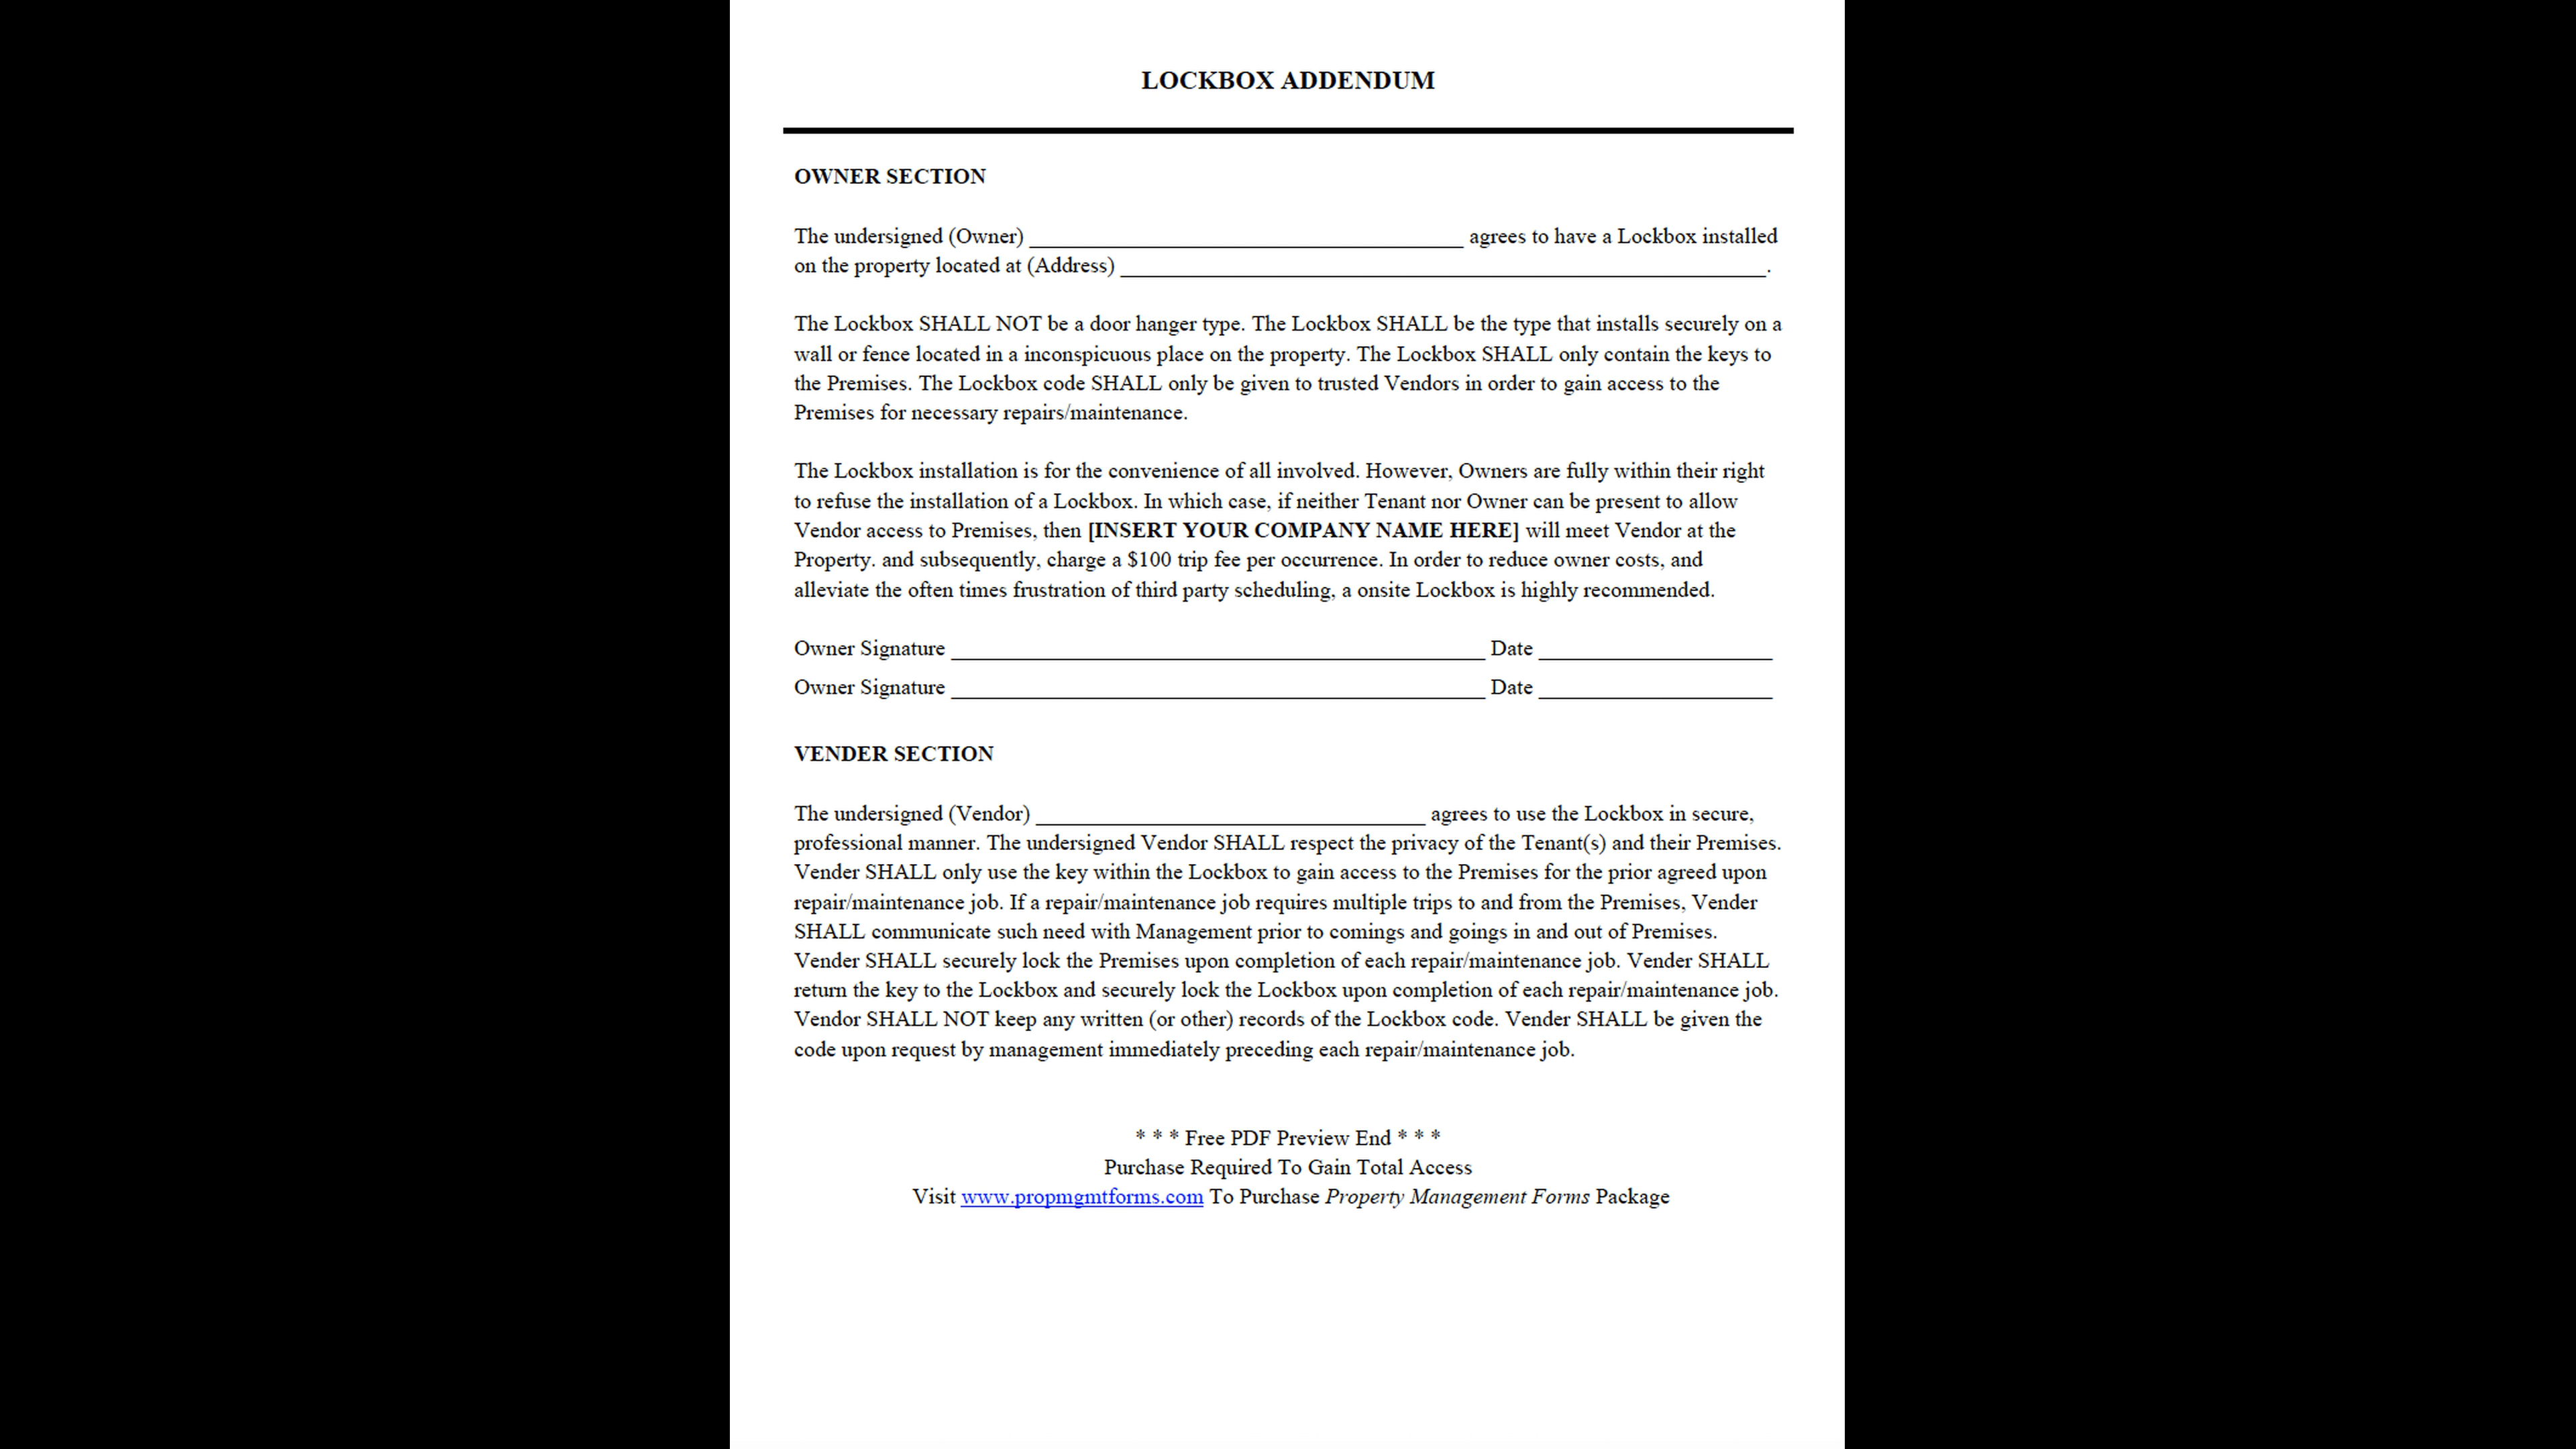 LOCKBOX ADDENDUM
OWNER SECTION
The undersigned (Owner) ________________________________________ agrees to have a Lockbox installed
on the property located at (Address) ____________________________________________________________.
The Lockbox SHALL NOT be a door hanger type. The Lockbox SHALL be the type that installs securely on a
wall or fence located in a inconspicuous place on the property. The Lockbox SHALL only contain the keys to
the Premises. The Lockbox code SHALL only be given to trusted Vendors in order to gain access to the
Premises for necessary repairs/maintenance.
The Lockbox installation is for the convenience of all involved. However, Owners are fully within their right
to refuse the installation of a Lockbox. In which case, if neither Tenant nor Owner can be present to allow
Vendor access to Premises, then [INSERT YOUR COMPANY NAME HERE] will meet Vendor at the
Property. and subsequently, charge a $100 trip fee per occurrence. In order to reduce owner costs, and
alleviate the often times frustration of third party scheduling, a onsite Lockbox is highly recommended.
Owner Signature __________________________________________________ Date ______________________
Owner Signature __________________________________________________ Date ______________________
VENDER SECTION
The undersigned (Vendor) ____________________________________ agrees to use the Lockbox in secure,
professional manner. The undersigned Vendor SHALL respect the privacy of the Tenant(s) and their Premises.
Vender SHALL only use the key within the Lockbox to gain access to the Premises for the prior agreed upon
repair/maintenance job. If a repair/maintenance job requires multiple trips to and from the Premises, Vender
SHALL communicate such need with Management prior to comings and goings in and out of Premises.
Vender SHALL securely lock the Premises upon completion of each repair/maintenance job. Vender SHALL
return the key to the Lockbox and securely lock the Lockbox upon completion of each repair/maintenance job.
Vendor SHALL NOT keep any written (or other) records of the Lockbox code. Vender SHALL be given the
code upon request by management immediately preceding each repair/maintenance job.
* * * Free PDF Preview End * * *
Purchase Required To Gain Total Access
Visit www.propmgmtforms.com To Purchase Property Management Forms Package